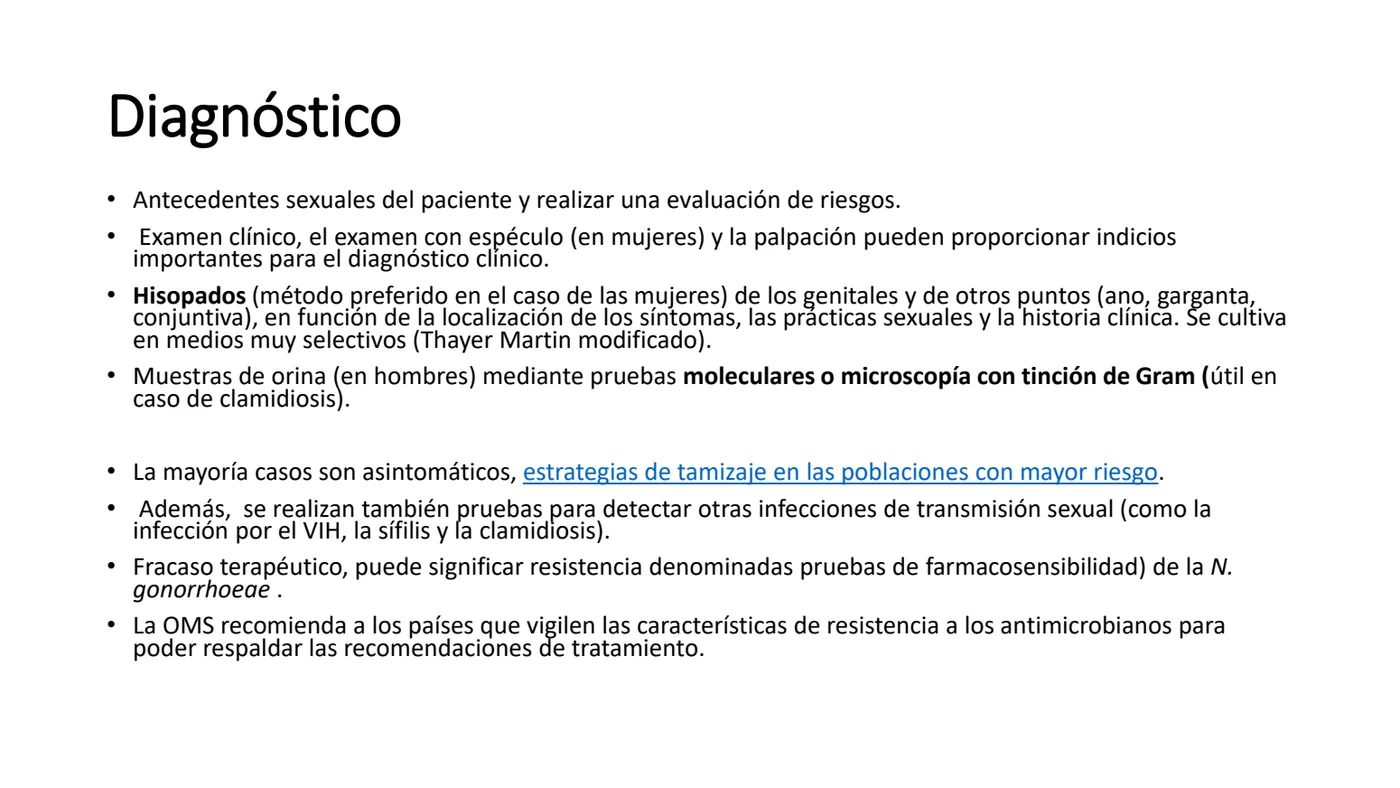 Diagnóstico
• Antecedentes sexuales del paciente y realizar una evaluación de riesgos.
• Examen clínico, el examen con espéculo (en mujeres) y la palpación pueden proporcionar indicios
importantes para el diagnóstico clínico.
• Hisopados (método preferido en el caso de las mujeres) de los genitales y de otros puntos (ano, garganta,
conjuntiva), en función de la localización de los síntomas, las prácticas sexuales y la historia clínica. Se cultiva
en medios muy selectivos (Thayer Martin modificado).
• Muestras de orina (en hombres) mediante pruebas moleculares o microscopía con tinción de Gram (útil en
caso de clamidiosis).
• La mayoría casos son asintomáticos, estrategias de tamizaje en las poblaciones con mayor riesgo.
• Además, se realizan también pruebas para detectar otras infecciones de transmisión sexual (como la
infección por el VIH, la sífilis y la clamidiosis).
• Fracaso terapéutico, puede significar resistencia denominadas pruebas de farmacosensibilidad) de la N.
gonorrhoeae .
• La OMS recomienda a los países que vigilen las características de resistencia a los antimicrobianos para
poder respaldar las recomendaciones de tratamiento.